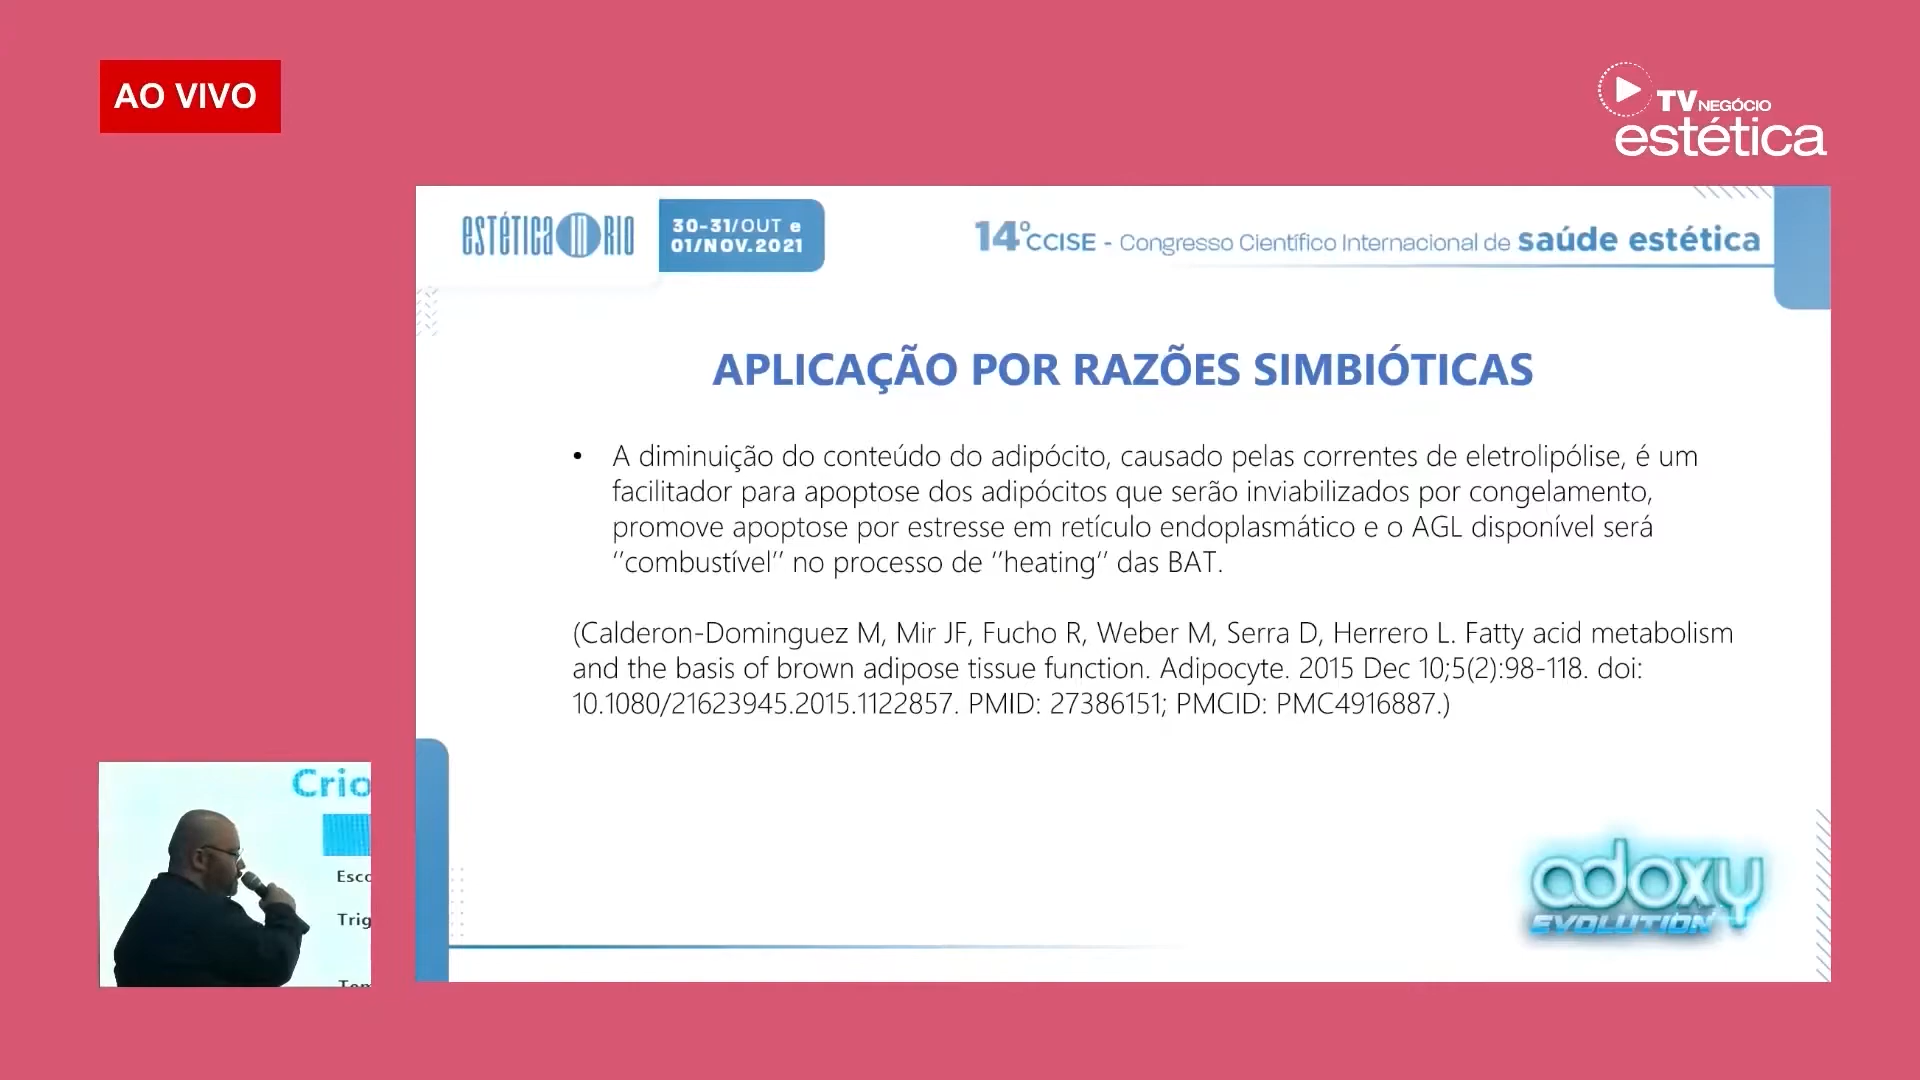 AO VIVO
TV NEGÓCIO
estética
ESTÉTICA IN RIO
30-31/OUT e
01/NOV.2021
14º CCISE - Congresso Científico Internacional de saúde estética
APLICAÇÃO POR RAZÕES SIMBIÓTICAS
• A diminuição do conteúdo do adipócito, causado pelas correntes de eletrolipólise, é um
facilitador para apoptose dos adipócitos que serão inviabilizados por congelamento,
promove apoptose por estresse em retículo endoplasmático e o AGL disponível será
“combustível” no processo de “heating” das BAT.
(Calderon-Dominguez M, Mir JF, Fucho R, Weber M, Serra D, Herrero L. Fatty acid metabolism
and the basis of brown adipose tissue function. Adipocyte. 2015 Dec 10;5(2):98-118. doi:
10.1080/21623945.2015.1122857. PMID: 27386151; PMCID: PMC4916887.)
Crio
Esco
Trig
adoxy
EVOLUTION